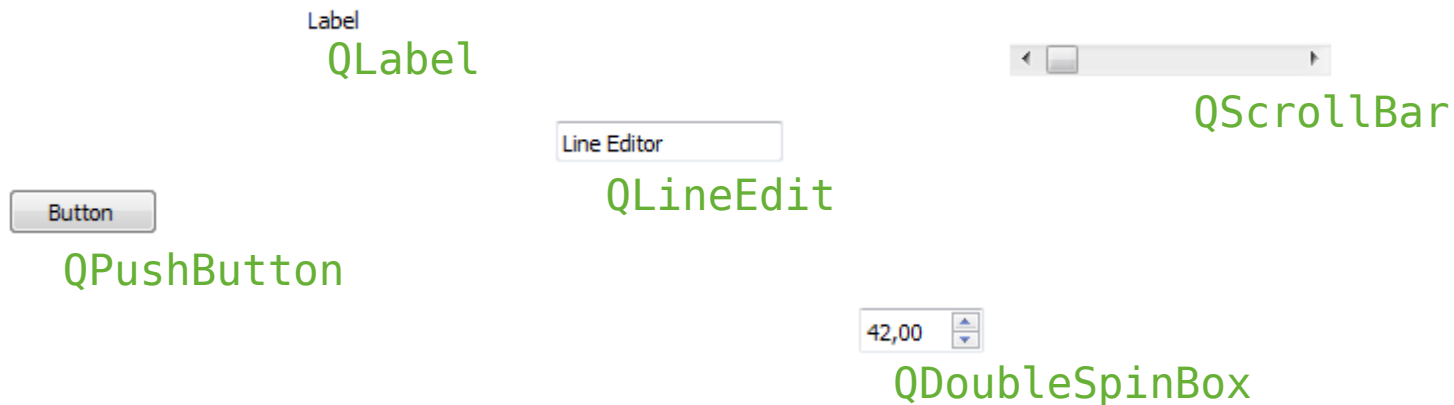 Label
QLabel
QScrollBar
Line Editor
QLineEdit
Button
QPushButton
42,00
QDoubleSpinBox